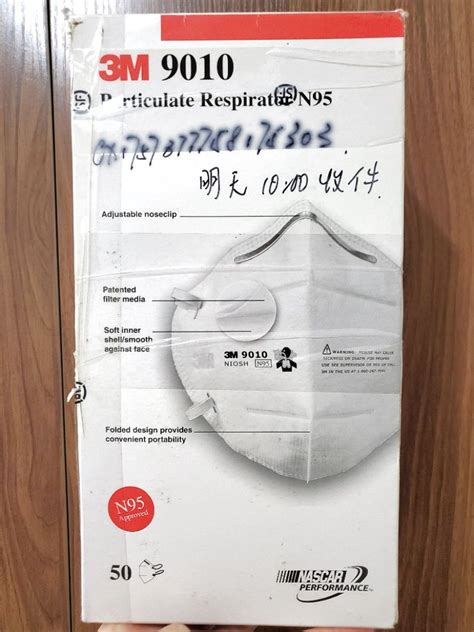 3M 9010
Particulate Respirator N95
明天 10:00 收件
Adjustable noseclip
Patented
filter media
Soft inner
shell/smooth
against face
3M 9010
NIOSH N95
WARNING
Folded design provides
convenient portability
N95
Approved
50
NASCAR
PERFORMANCE